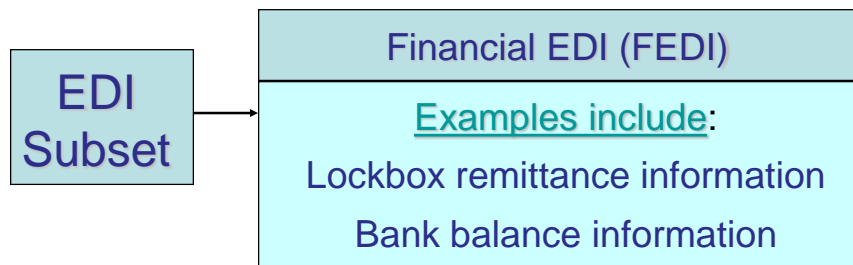 EDI
Subset
Financial EDI (FEDI)
Examples include:
Lockbox remittance information
Bank balance information